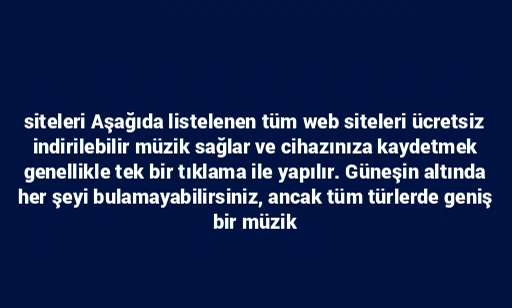 siteleri Aşağıda listelenen tüm web siteleri ücretsiz
indirilebilir müzik sağlar ve cihazınıza kaydetmek
genellikle tek bir tıklama ile yapılır. Güneşin altında
her şeyi bulamayabilirsiniz, ancak tüm türlerde geniş
bir müzik